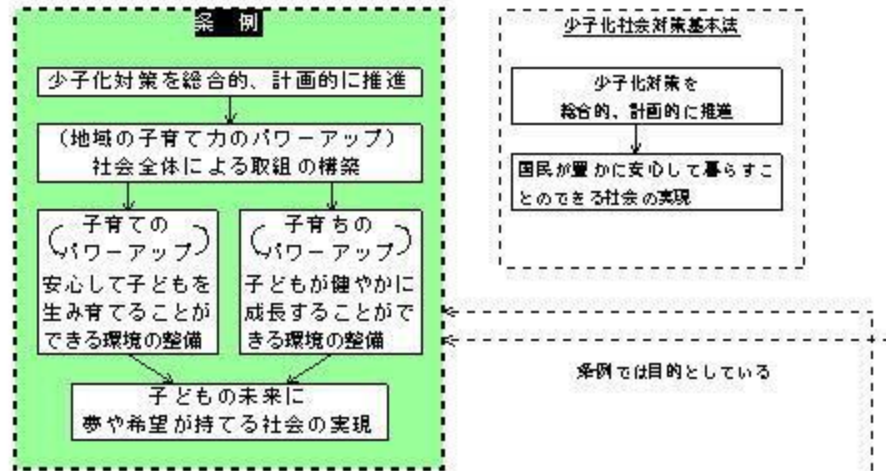 条 例
少子化対策を総合的、計画的に推進
（地域の子育て力のパワーアップ）
社会全体による取組の構築
子育ての
パワーアップ
安心して子どもを
生み育てることが
できる環境の整備
子育ちの
パワーアップ
子どもが健やかに
成長することがで
きる環境の整備
子どもの未来に
夢や希望が持てる社会の実現
少子化社会対策基本法
少子化対策を
総合的、計画的に推進
国民が豊かに安心して暮らすこ
とのできる社会の実現
条例では目的としている